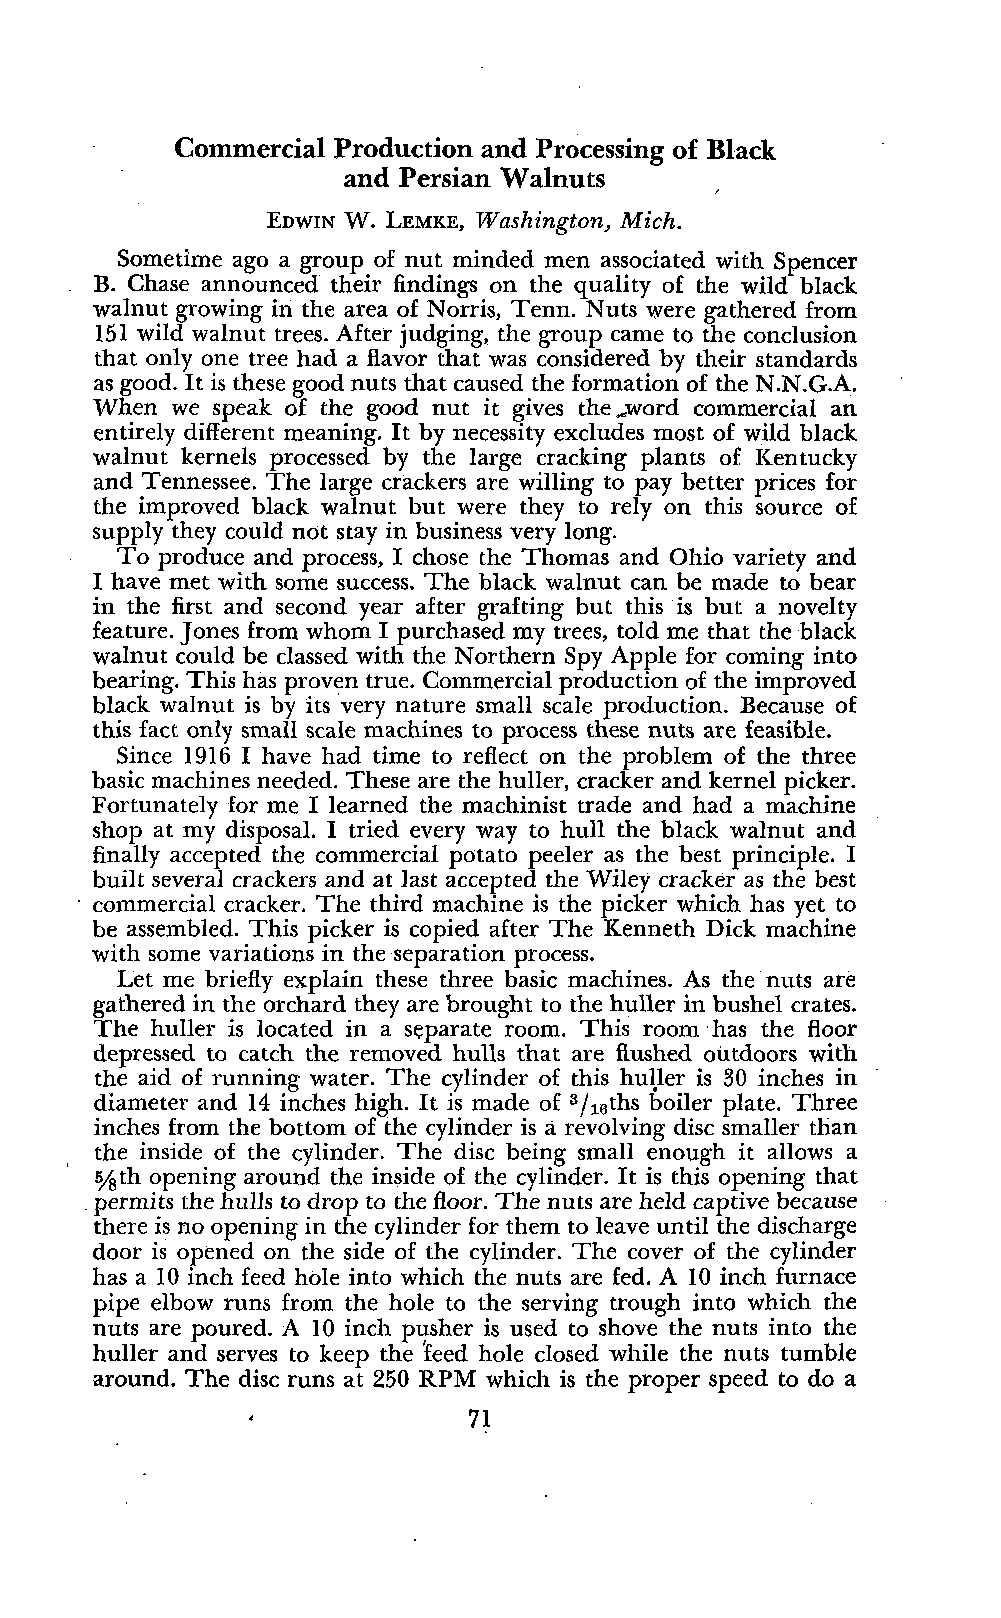 Commercial Production and Processing of Black
and Persian Walnuts
EDWIN W. LEMKE, Washington, Mich.
Sometime ago a group of nut minded men associated with Spencer
B. Chase announced their findings on the quality of the wild black
walnut growing in the area of Norris, Tenn. Nuts were gathered from
151 wild walnut trees. After judging, the group came to the conclusion
that only one tree had a flavor that was considered by their standards
as good. It is these good nuts that caused the formation of the N.N.G.A.
When we speak of the good nut it gives the word commercial an
entirely different meaning. It by necessity excludes most of wild black
walnut kernels processed by the large cracking plants of Kentucky
and Tennessee. The large crackers are willing to pay better prices for
the improved black walnut but were they to rely on this source of
supply they could not stay in business very long.
To produce and process, I chose the Thomas and Ohio variety and
I have met with some success. The black walnut can be made to bear
in the first and second year after grafting but this is but a novelty
feature. Jones from whom I purchased my trees, told me that the black
walnut could be classed with the Northern Spy Apple for coming into
bearing. This has proven true. Commercial production of the improved
black walnut is by its very nature small scale production. Because of
this fact only small scale machines to process these nuts are feasible.
Since 1916 I have had time to reflect on the problem of the three
basic machines needed. These are the huller, cracker and kernel picker.
Fortunately for me I learned the machinist trade and had a machine
shop at my disposal. I tried every way to hull the black walnut and
finally accepted the commercial potato peeler as the best principle. I
built several crackers and at last accepted the Wiley cracker as the best
commercial cracker. The third machine is the picker which has yet to
be assembled. This picker is copied after The Kenneth Dick machine
with some variations in the separation process.
Let me briefly explain these three basic machines. As the nuts are
gathered in the orchard they are brought to the huller in bushel crates.
The huller is located in a separate room. This room has the floor
depressed to catch the removed hulls that are flushed outdoors with
the aid of running water. The cylinder of this huller is 30 inches in
diameter and 14 inches high. It is made of 3/16ths boiler plate. Three
inches from the bottom of the cylinder is a revolving disc smaller than
the inside of the cylinder. The disc being small enough it allows a
5/8th opening around the inside of the cylinder. It is this opening that
permits the hulls to drop to the floor. The nuts are held captive because
there is no opening in the cylinder for them to leave until the discharge
door is opened on the side of the cylinder. The cover of the cylinder
has a 10 inch feed hole into which the nuts are fed. A 10 inch furnace
pipe elbow runs from the hole to the serving trough into which the
nuts are poured. A 10 inch pusher is used to shove the nuts into the
huller and serves to keep the feed hole closed while the nuts tumble
around. The disc runs at 250 RPM which is the proper speed to do a
71